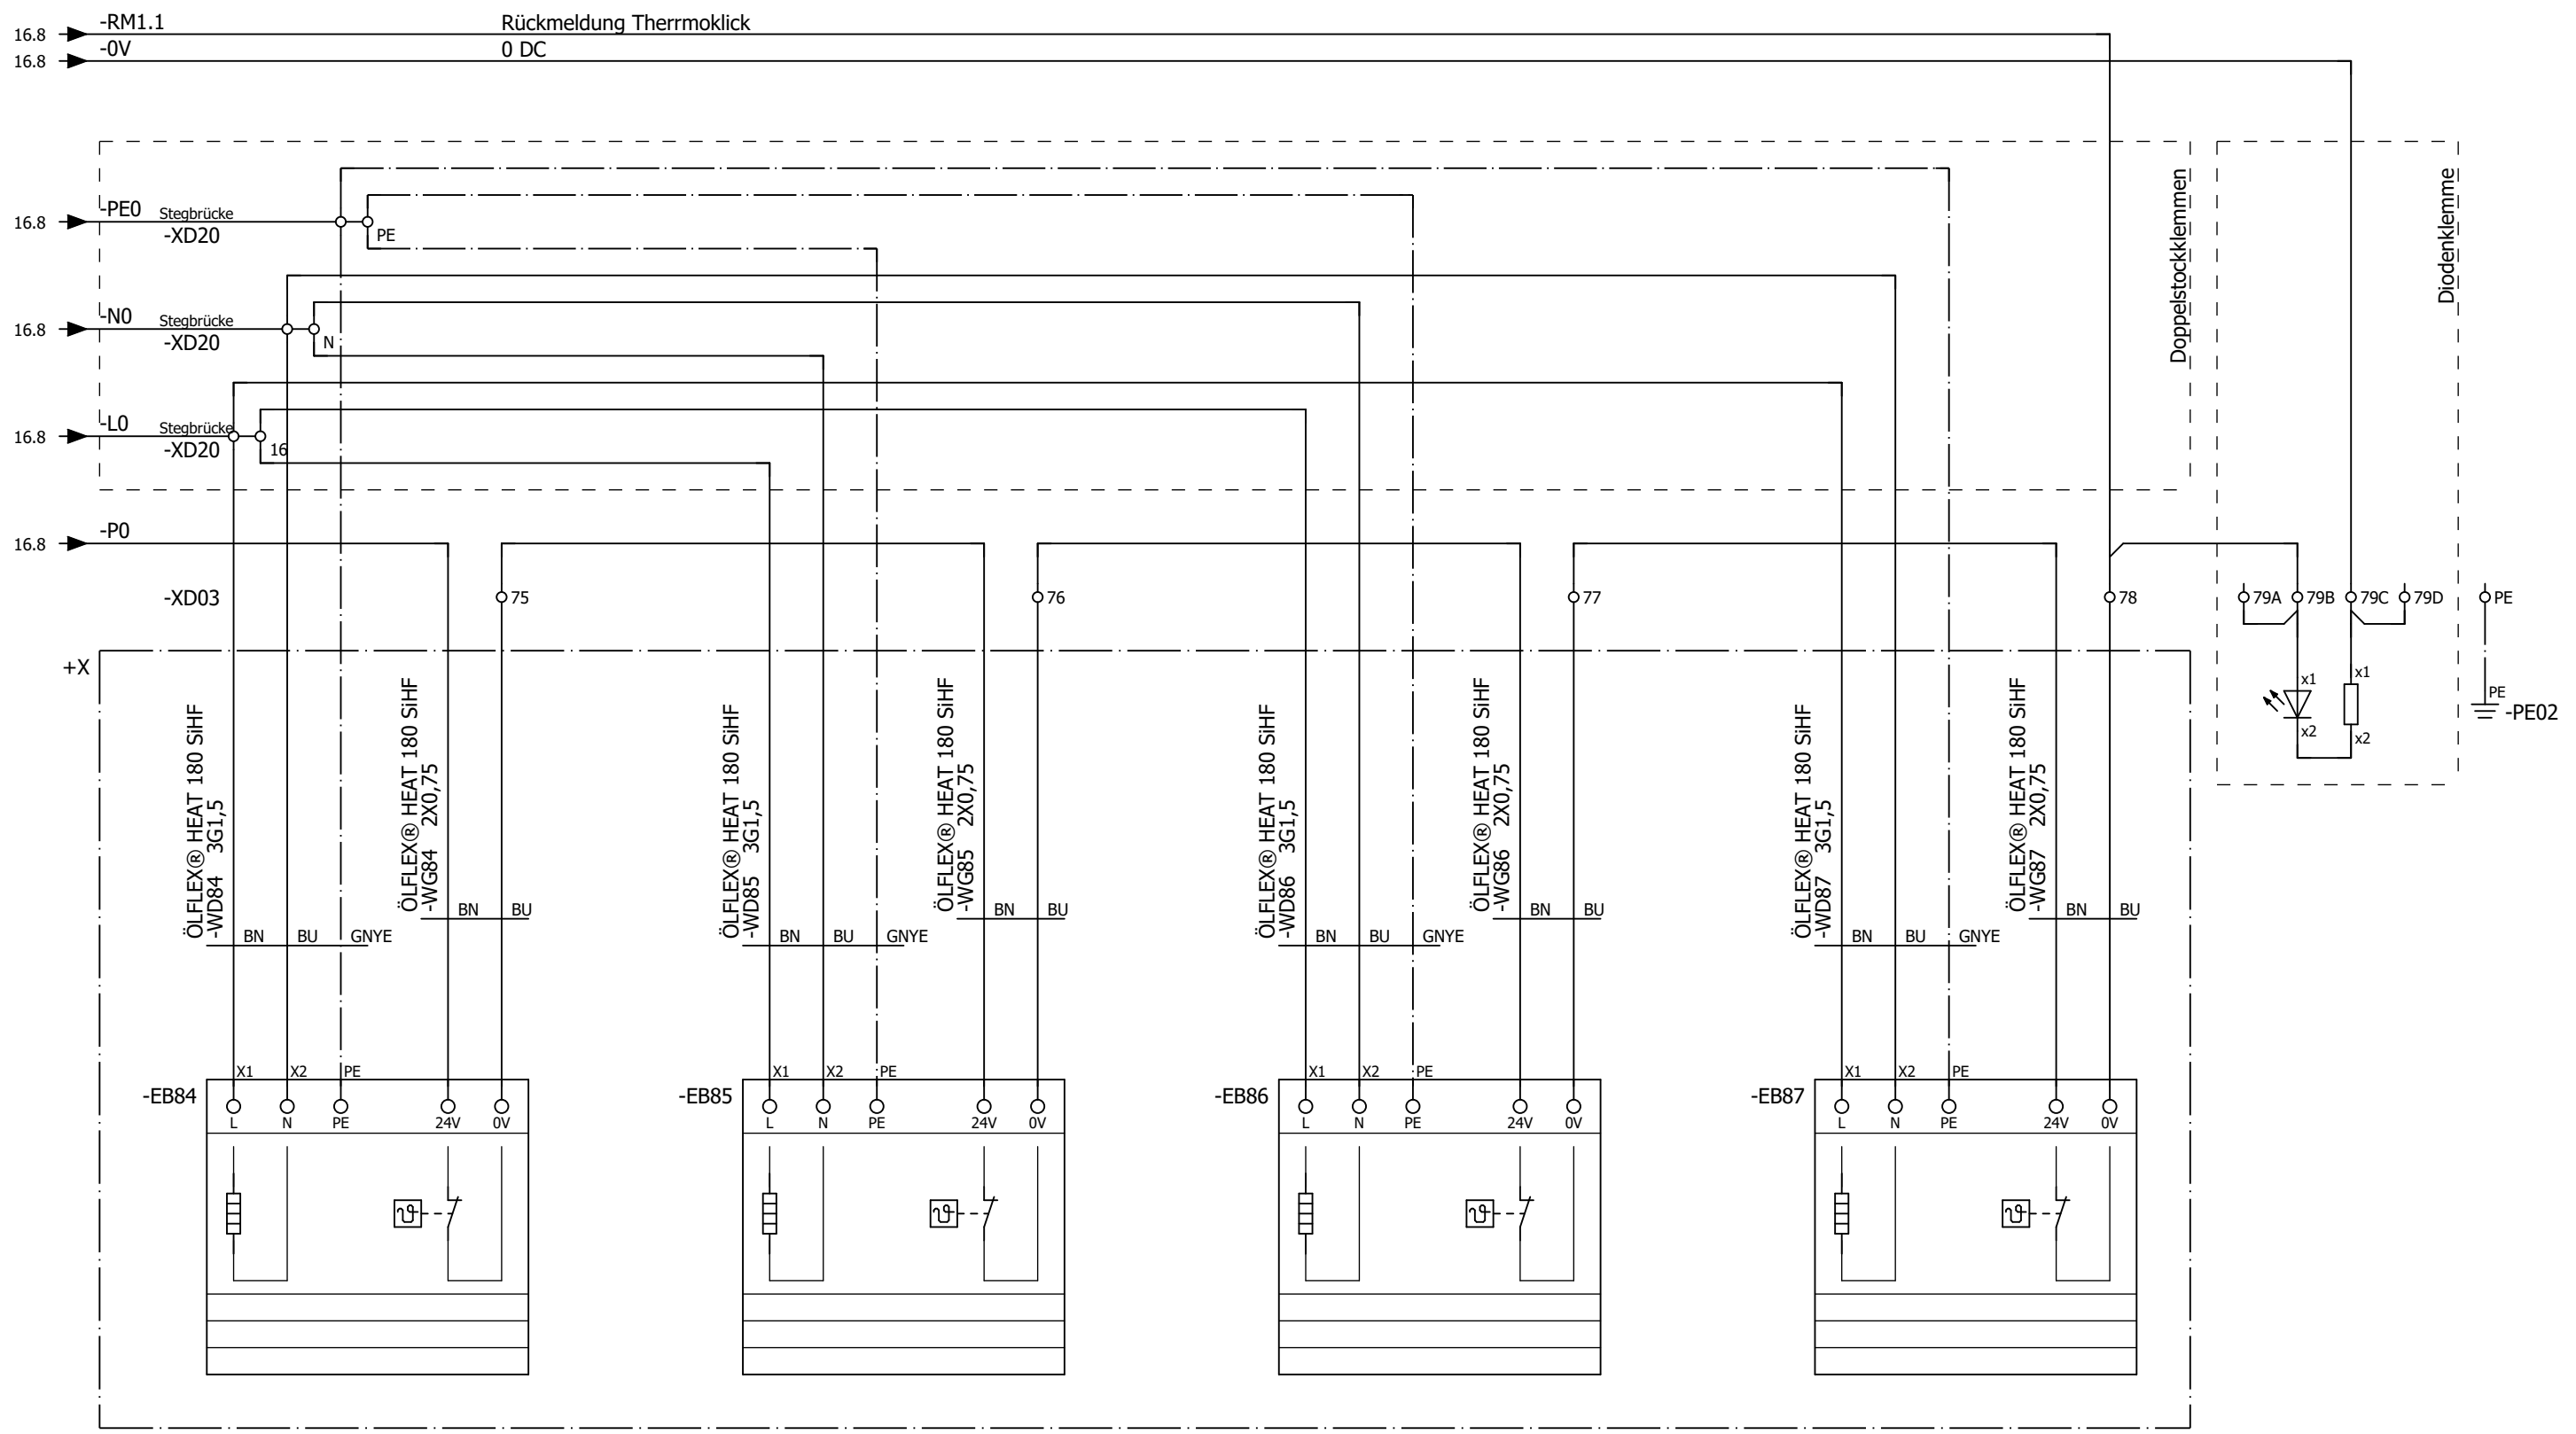 -RM1.1 Rückmeldung Therrmoklick
16.8
-0V 0 DC
16.8
Doppelstockklemmen
Diodenklemme
-PE0 Stegbrücke
16.8
-XD20 PE
-N0 Stegbrücke
16.8
-XD20 N
-L0 Stegbrücke
16.8
-XD20 16
-P0
16.8
-XD03 75 76 77 78 79A 79B 79C 79D PE
+X
x1 x1
PE
-PE02
x2 x2
ÖLFLEX® HEAT 180 SiHF
-WD84 3G1,5
ÖLFLEX® HEAT 180 SiHF
-WG84 2X0,75
ÖLFLEX® HEAT 180 SiHF
-WD85 3G1,5
ÖLFLEX® HEAT 180 SiHF
-WG85 2X0,75
ÖLFLEX® HEAT 180 SiHF
-WD86 3G1,5
ÖLFLEX® HEAT 180 SiHF
-WG86 2X0,75
ÖLFLEX® HEAT 180 SiHF
-WD87 3G1,5
ÖLFLEX® HEAT 180 SiHF
-WG87 2X0,75
BN BU BN BU BN BU BN BU
BN BU GNYE BN BU GNYE BN BU GNYE BN BU GNYE
X1 X2 PE X1 X2 PE X1 X2 PE X1 X2 PE
-EB84 -EB85 -EB86 -EB87
L N PE 24V 0V L N PE 24V 0V L N PE 24V 0V L N PE 24V 0V
ϑ ϑ ϑ ϑ